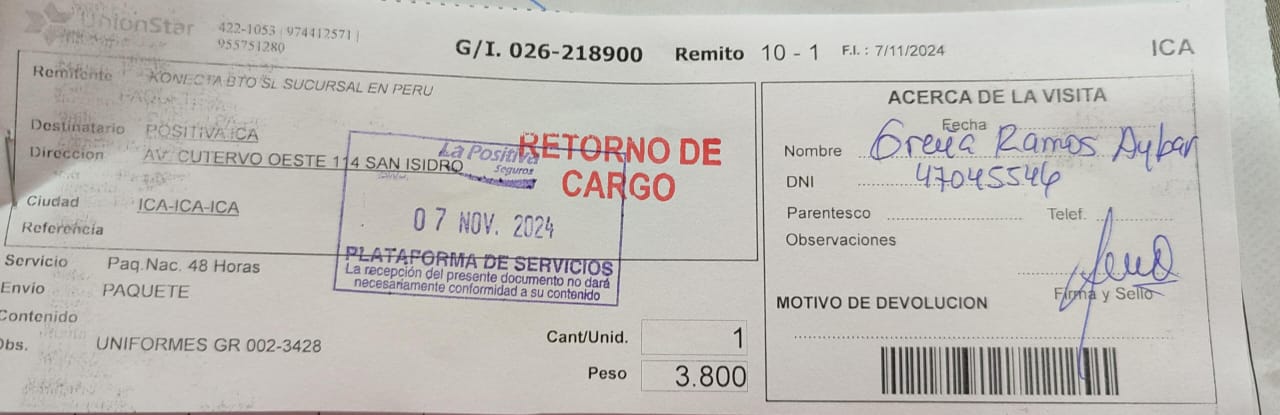 UnionStar
422-1053 | 974412571 |
955751280
G/I. 026-218900 Remito 10 - 1 F.I. : 7/11/2024 ICA
Remitente KONECTA BTO SL SUCURSAL EN PERU
Destinatario POSITIVA ICA
Direccion AV. CUTERVO OESTE 114 SAN ISIDRO
Ciudad ICA-ICA-ICA
Referencia
RETORNO DE
CARGO
La Positiva
Seguros
07 NOV. 2024
PLATAFORMA DE SERVICIOS
La recepción del presente documento no dará
necesariamente conformidad a su contenido
Servicio Paq.Nac. 48 Horas
Envio PAQUETE
Contenido
Obs. UNIFORMES GR 002-3428
Cant/Unid. 1
Peso 3.800
ACERCA DE LA VISITA
Fecha
Nombre Ramos Aybar
DNI 47045546
Parentesco Telef.
Observaciones
Firma y Sello
MOTIVO DE DEVOLUCION